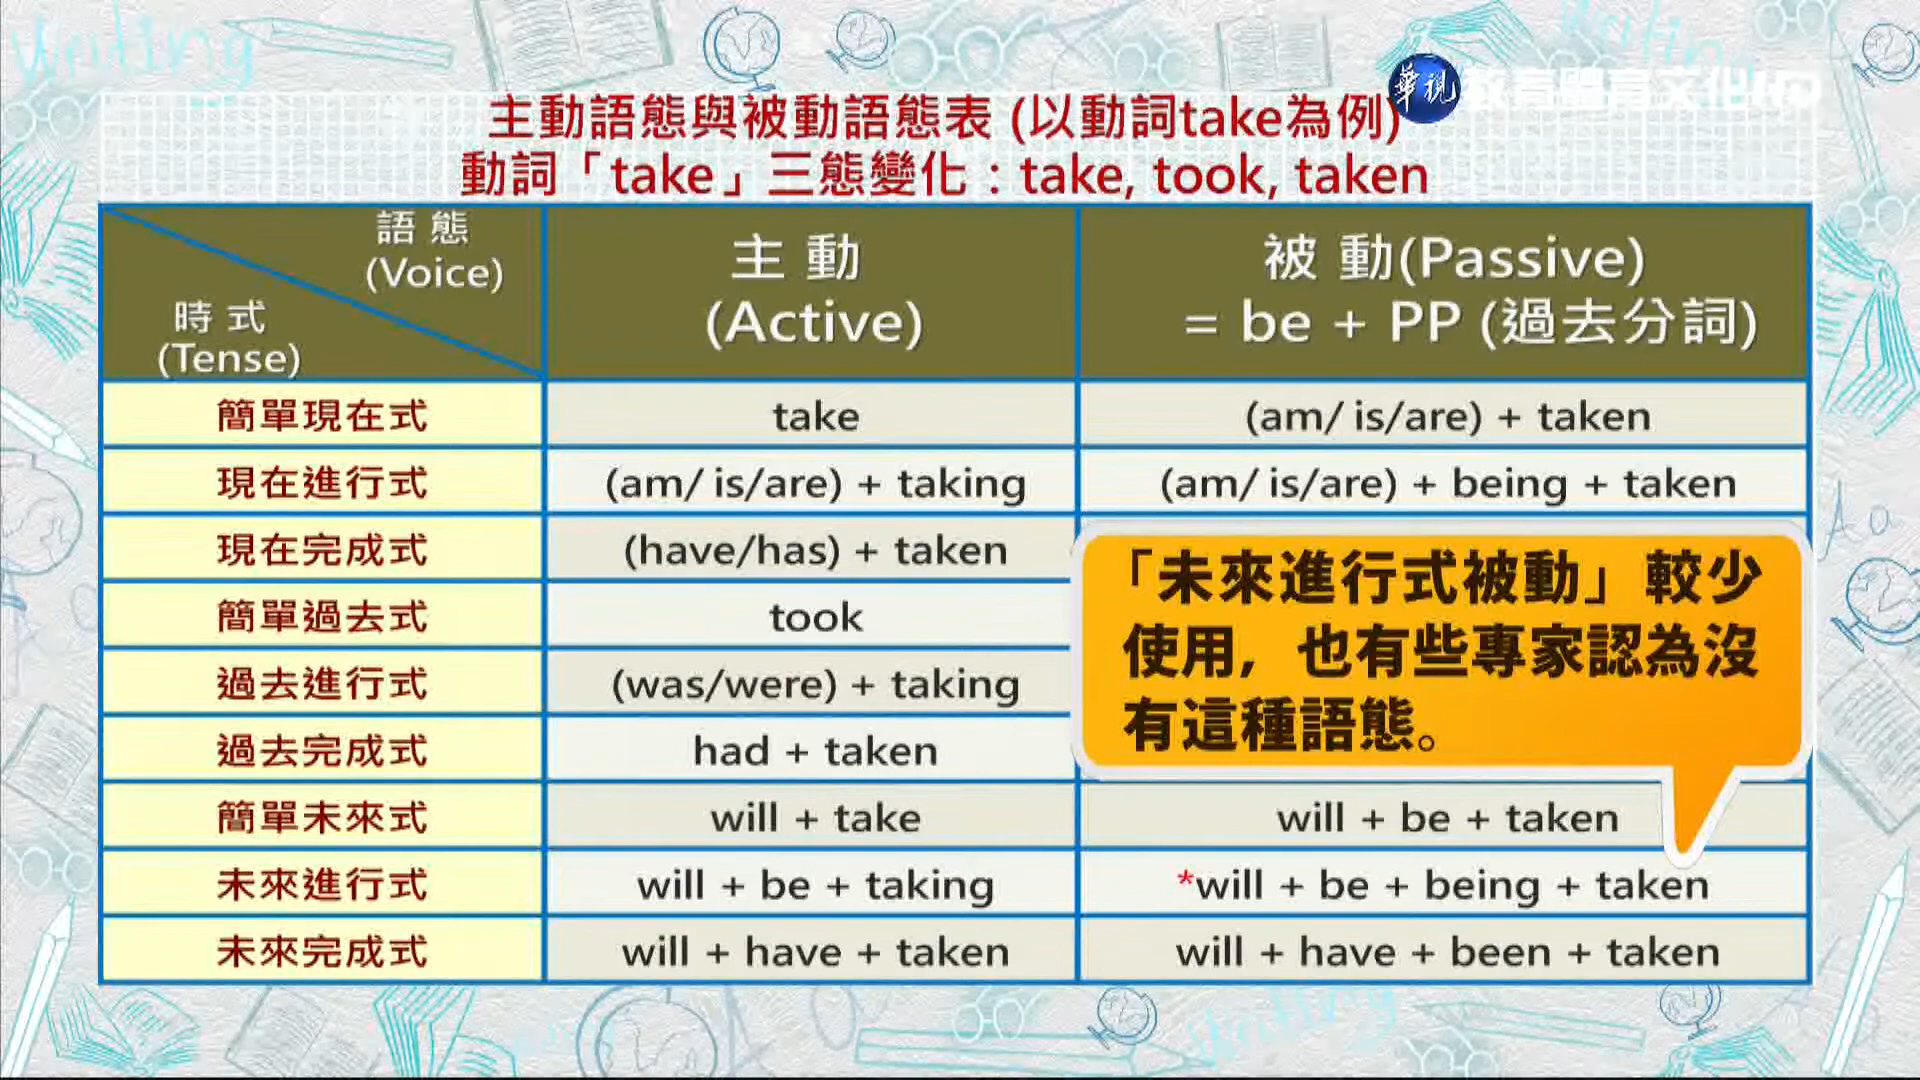 華視 教育體育文化HD
主動語態與被動語態表 (以動詞take為例)
動詞「take」三態變化：take, took, taken
語 態
(Voice)
時 式
(Tense)
主 動
(Active)
被 動(Passive)
= be + PP (過去分詞)
簡單現在式 take (am/ is/are) + taken
現在進行式 (am/ is/are) + taking (am/ is/are) + being + taken
現在完成式 (have/has) + taken
簡單過去式 took
過去進行式 (was/were) + taking
過去完成式 had + taken
「未來進行式被動」較少
使用，也有些專家認為沒
有這種語態。
簡單未來式 will + take will + be + taken
未來進行式 will + be + taking *will + be + being + taken
未來完成式 will + have + taken will + have + been + taken